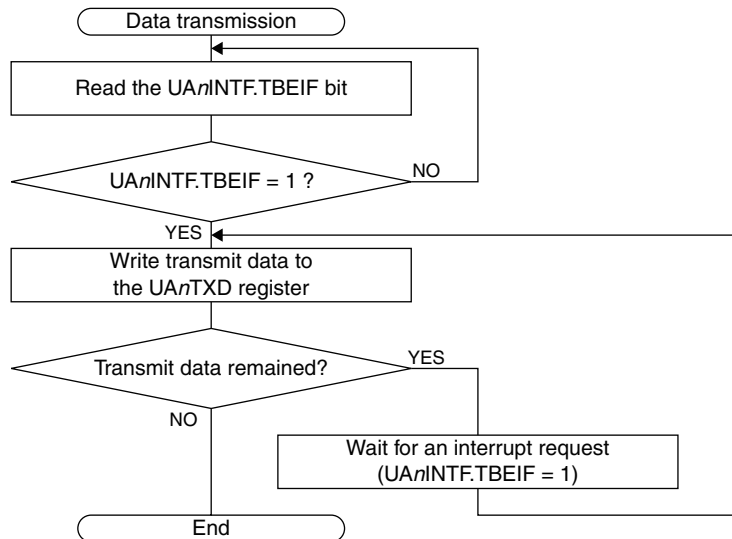 Data transmission
Read the UAnINTF.TBEIF bit
UAnINTF.TBEIF = 1 ?
NO
YES
Write transmit data to
the UAnTXD register
Transmit data remained?
YES
NO
Wait for an interrupt request
(UAnINTF.TBEIF = 1)
End